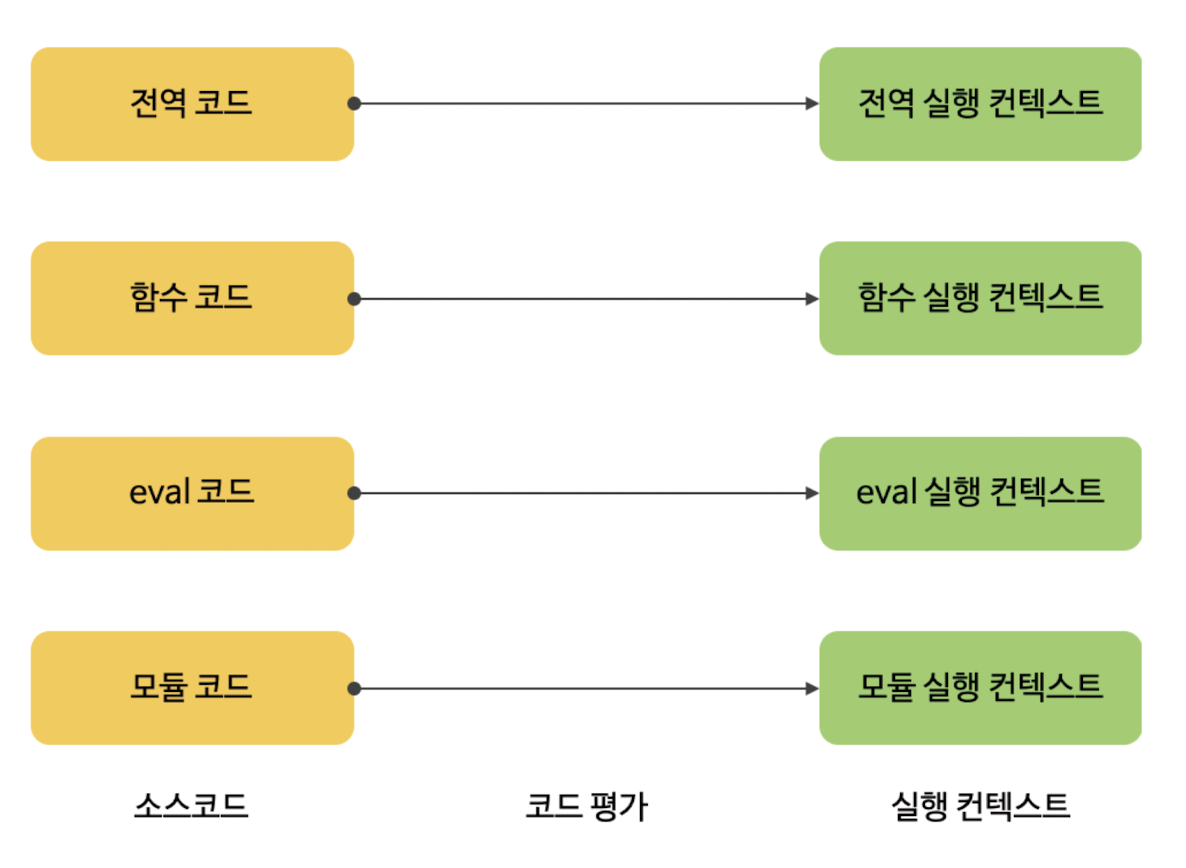 전역 코드
전역 실행 컨텍스트
함수 코드
함수 실행 컨텍스트
eval 코드
eval 실행 컨텍스트
모듈 코드
모듈 실행 컨텍스트
소스코드
코드 평가
실행 컨텍스트